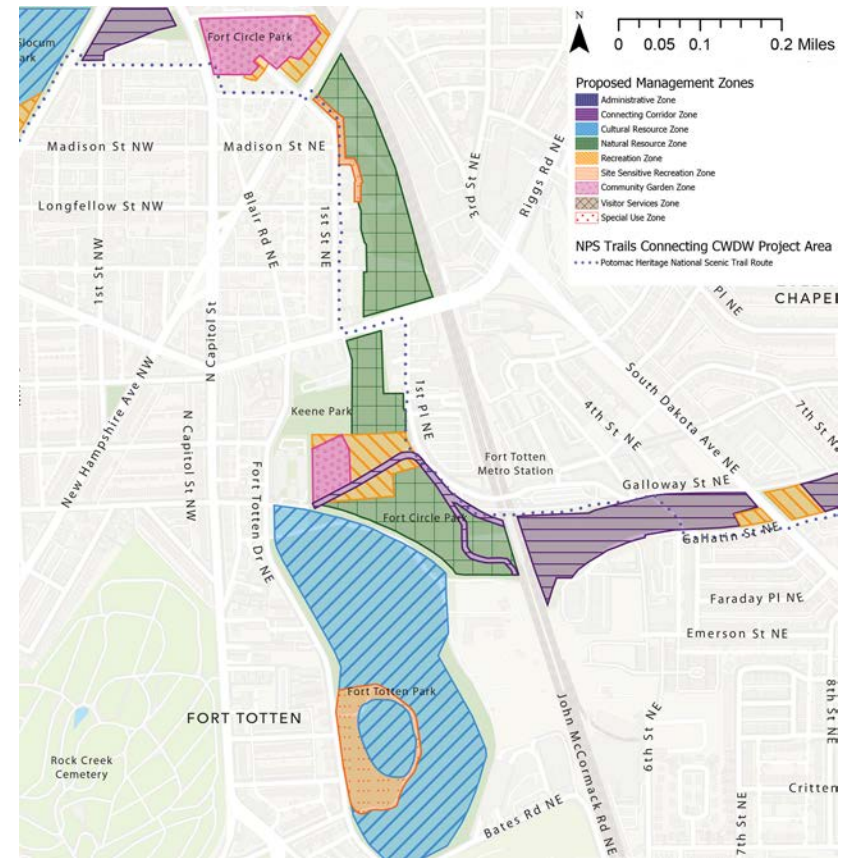 N
0 0.05 0.1 0.2 Miles
Proposed Management Zones
Administrative Zone
Connecting Corridor Zone
Cultural Resource Zone
Natural Resource Zone
Recreation Zone
Site Sensitive Recreation Zone
Community Garden Zone
Visitor Services Zone
Special Use Zone
NPS Trails Connecting CWDW Project Area
Potomac Heritage National Scenic Trail Route
Fort Circle Park
Slocum
ark
Madison St NW
Madison St NE
3rd St NE
Riggs Rd NE
Longfellow St NW
Blair Rd NE
1st St NE
1st St NW
N Capitol St
CHAPEL
Pl NE
New Hampshire Ave NW
Keene Park
1st Pl NE
South Dakota Ave NE
4th St NE
7th St NE
N Capitol St NW
Fort Totten Dr NE
Fort Totten
Metro Station
Galloway St NE
Fort Circle Park
Gallatin St NE
Faraday Pl NE
Emerson St NE
Fort Totten Park
FORT TOTTEN
Rock Creek
Cemetery
John McCormack Rd NE
6th St NE
8th St NE
Critten
Bates Rd NE
7th St NE